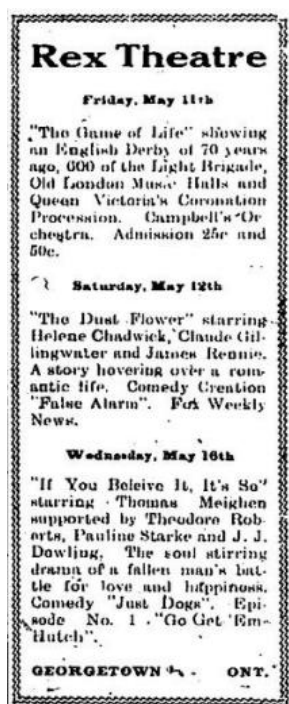 Rex Theatre
Friday, May 11th
"The Game of Life" showing
an English Derby of 70 years
ago, 600 of the Light Brigade,
Old London Music Halls and
Queen Victoria's Coronation
Procession. Campbell's Or-
chestra. Admission 25c and
50c.
Saturday, May 12th
"The Dust Flower" starring
Helene Chadwick, Claude Gil-
lingwater and James Rennie.
A story hovering over a rom-
antic life. Comedy Creation
"False Alarm". Fox Weekly
News.
Wednesday, May 16th
"If You Beleive It, It's So"
starring Thomas Meighen
supported by Theodore Rob-
erts, Pauline Starke and J. J.
Dowling. The soul stirring
drama of a fallen man's bat-
tle for love and happiness.
Comedy "Just Dogs". Epi-
sode No. 1 "Go Get 'Em-
Hutch".
GEORGETOWN - ONT.